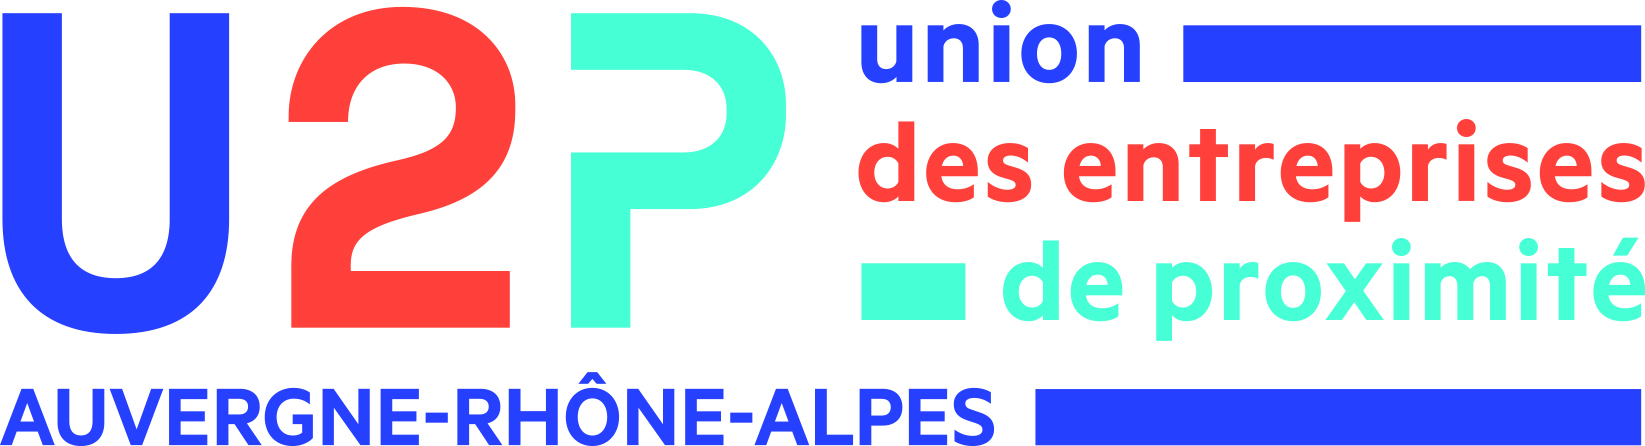 U2P
union
des entreprises
de proximité
AUVERGNE-RHÔNE-ALPES